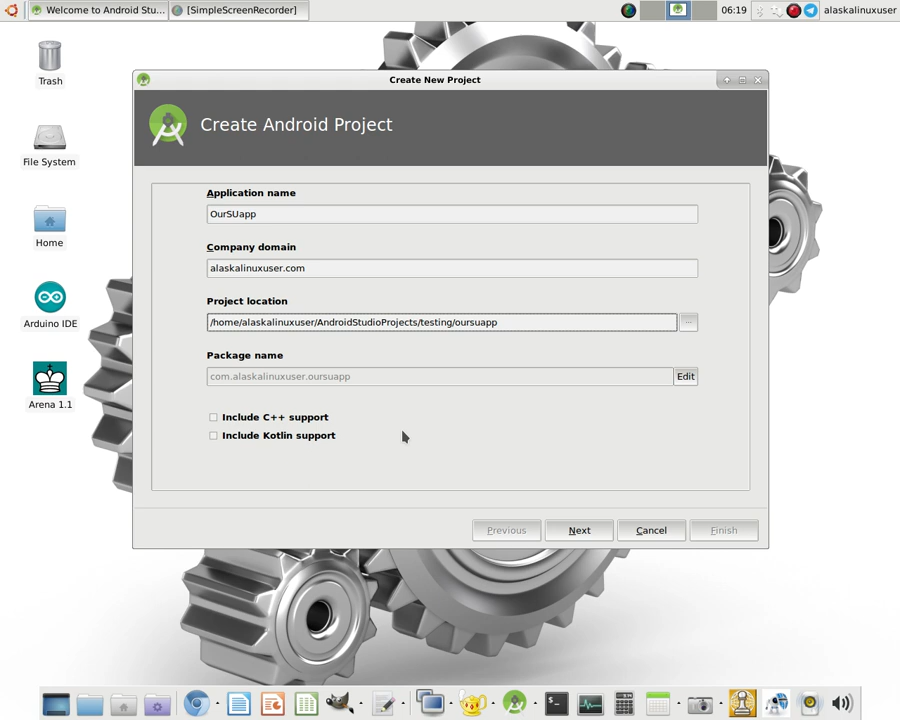 Welcome to Android Stu...
[SimpleScreenRecorder]
06:19
alaskalinuxuser
Trash
File System
Home
Arduino IDE
Arena 1.1
Create New Project
Create Android Project
Application name
OurSUapp
Company domain
alaskalinuxuser.com
Project location
/home/alaskalinuxuser/AndroidStudioProjects/testing/oursuapp
...
Package name
com.alaskalinuxuser.oursuapp
Edit
Include C++ support
Include Kotlin support
Previous
Next
Cancel
Finish